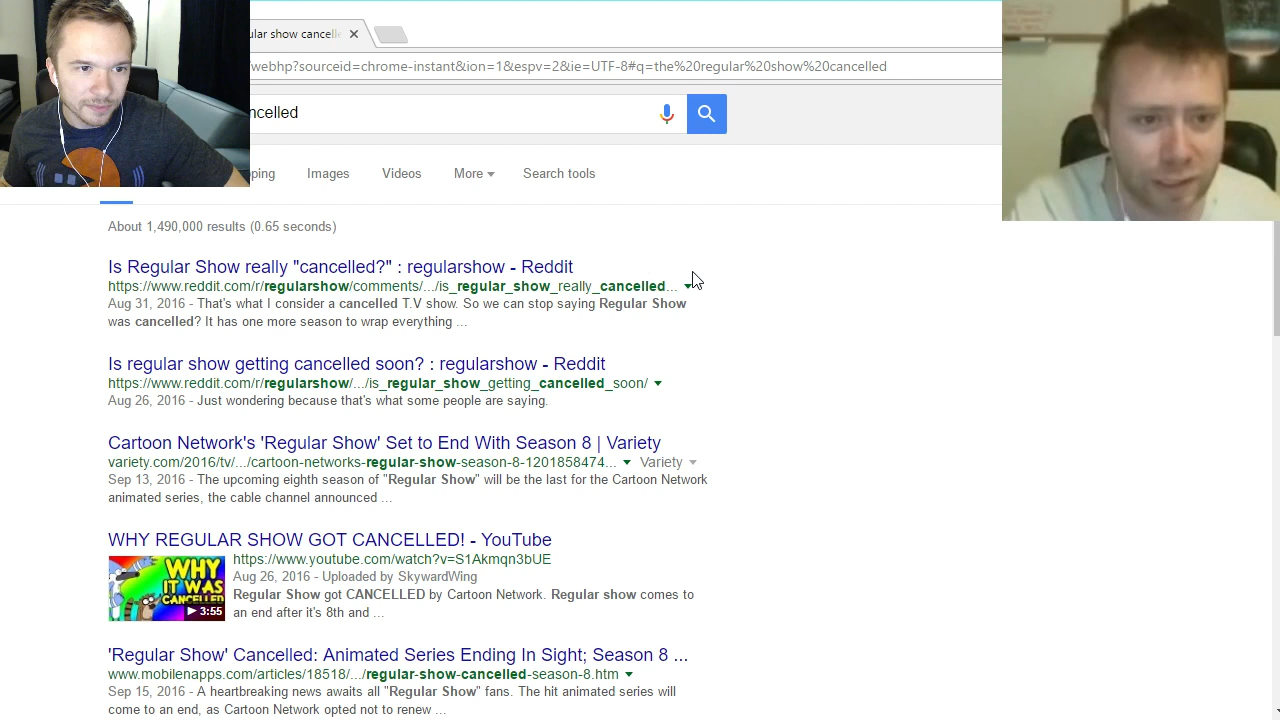 ular show cancelle
/webhp?sourceid=chrome-instant&ion=1&espv=2&ie=UTF-8#q=the%20regular%20show%20cancelled
ncelled
pping Images Videos More Search tools
About 1,490,000 results (0.65 seconds)
Is Regular Show really "cancelled?" : regularshow - Reddit
https://www.reddit.com/r/regularshow/comments/.../is_regular_show_really_cancelled...
Aug 31, 2016 - That's what I consider a cancelled T.V show. So we can stop saying Regular Show
was cancelled? It has one more season to wrap everything ...
Is regular show getting cancelled soon? : regularshow - Reddit
https://www.reddit.com/r/regularshow/.../is_regular_show_getting_cancelled_soon/
Aug 26, 2016 - Just wondering because that's what some people are saying.
Cartoon Network's 'Regular Show' Set to End With Season 8 | Variety
variety.com/2016/tv/.../cartoon-networks-regular-show-season-8-1201858474... Variety
Sep 13, 2016 - The upcoming eighth season of "Regular Show" will be the last for the Cartoon Network
animated series, the cable channel announced ...
WHY REGULAR SHOW GOT CANCELLED! - YouTube
https://www.youtube.com/watch?v=S1Akmqn3bUE
Aug 26, 2016 - Uploaded by SkywardWing
Regular Show got CANCELLED by Cartoon Network. Regular show comes to
an end after it's 8th and ...
WHY
IT WAS
CANCELLED
3:55
'Regular Show' Cancelled: Animated Series Ending In Sight; Season 8 ...
www.mobilenapps.com/articles/18518/.../regular-show-cancelled-season-8.htm
Sep 15, 2016 - A heartbreaking news awaits all "Regular Show" fans. The hit animated series will
come to an end, as Cartoon Network opted not to renew ...